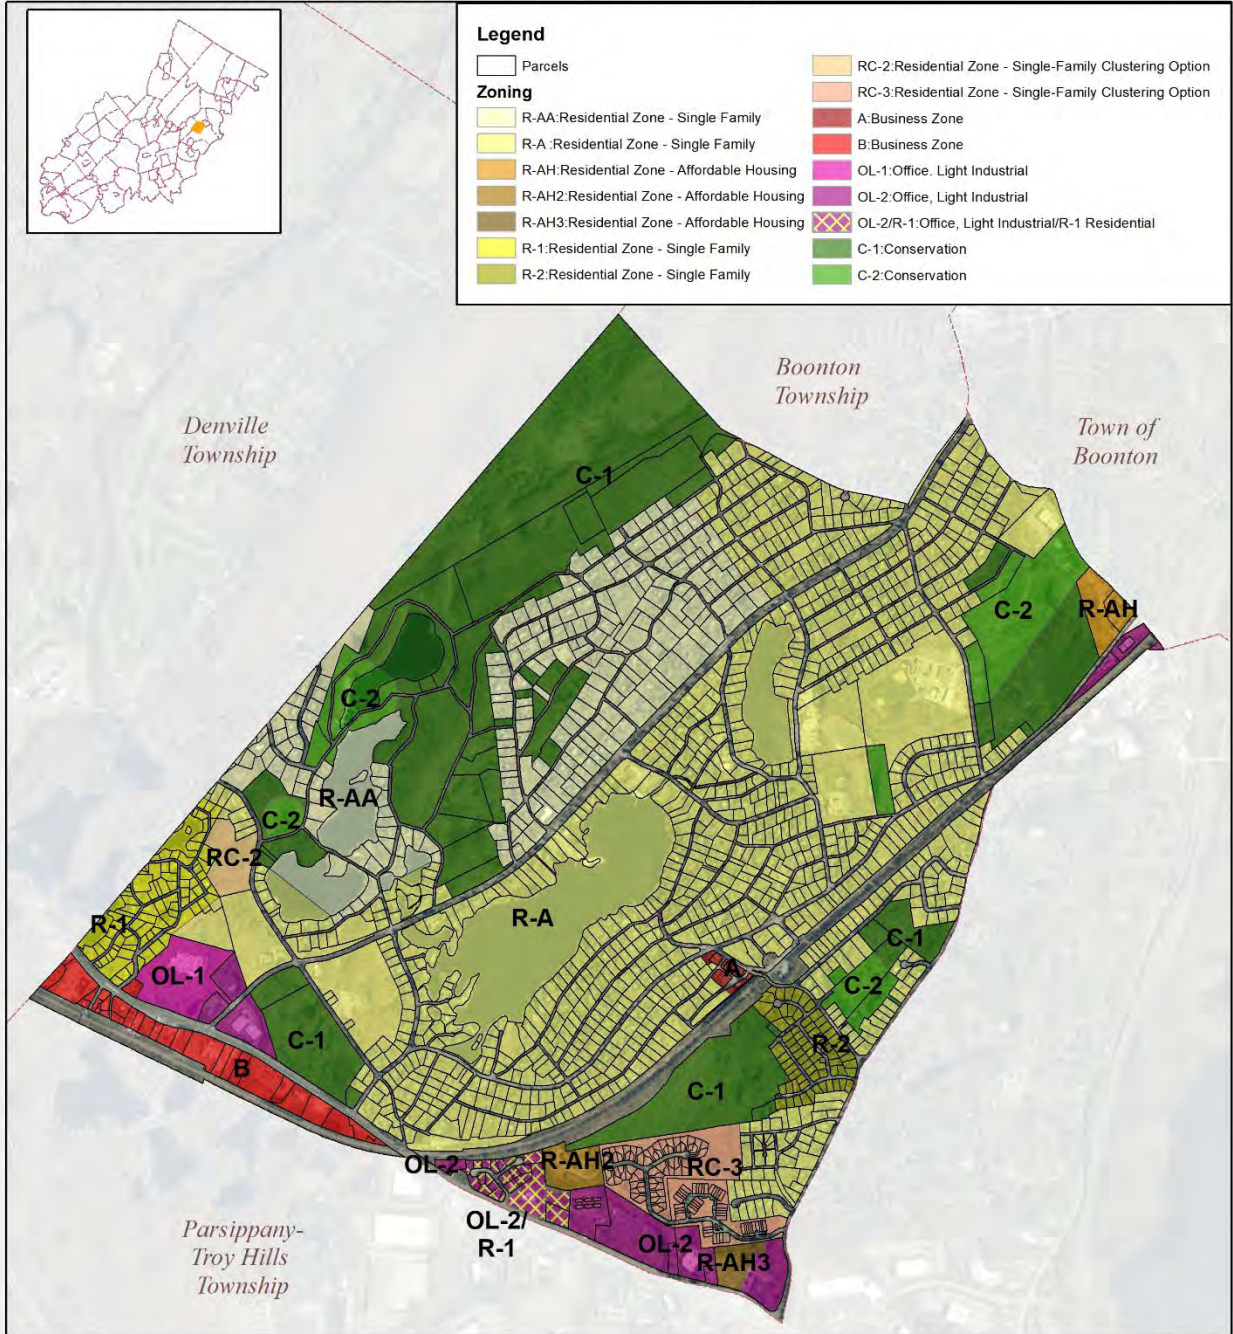 Legend
Parcels
Zoning
R-AA:Residential Zone - Single Family
R-A :Residential Zone - Single Family
R-AH:Residential Zone - Affordable Housing
R-AH2:Residential Zone - Affordable Housing
R-AH3:Residential Zone - Affordable Housing
R-1:Residential Zone - Single Family
R-2:Residential Zone - Single Family
RC-2:Residential Zone - Single-Family Clustering Option
RC-3:Residential Zone - Single-Family Clustering Option
A:Business Zone
B:Business Zone
OL-1:Office. Light Industrial
OL-2:Office, Light Industrial
OL-2/R-1:Office, Light Industrial/R-1 Residential
C-1:Conservation
C-2:Conservation
Boonton
Township
Denville
Township
Town of
Boonton
C-1
C-2
R-AH
C-2
R-AA
C-2
RC-2
R-A
R-1
C-1
OL-1
A
C-2
C-1
R-2
B
C-1
OL-2
R-AH2
RC-3
OL-2/
R-1
OL-2
R-AH3
Parsippany-
Troy Hills
Township